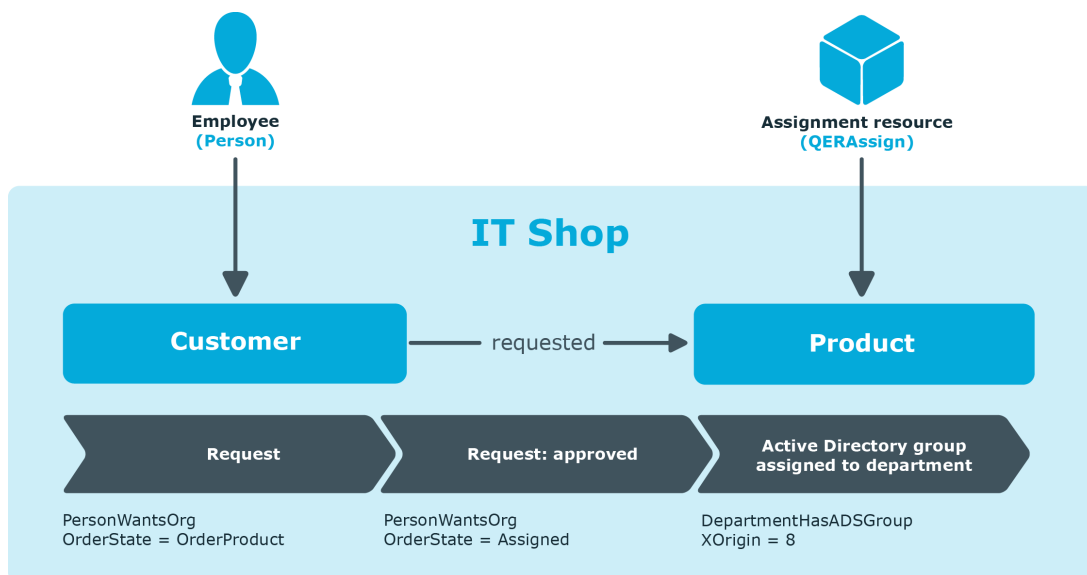 Employee
(Person)
Assignment resource
(QERAssign)
IT Shop
Customer
requested
Product
Request
Request: approved
Active Directory group
assigned to department
PersonWantsOrg
OrderState = OrderProduct
PersonWantsOrg
OrderState = Assigned
DepartmentHasADSGroup
XOrigin = 8